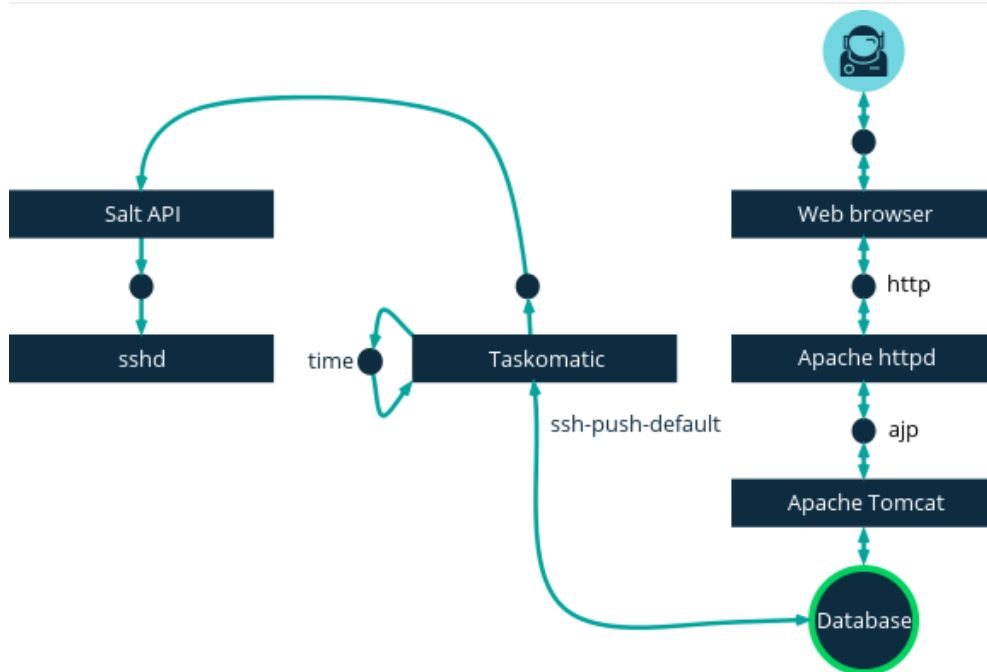 Salt API
Web browser
http
sshd
time
Taskomatic
Apache httpd
ssh-push-default
ajp
Apache Tomcat
Database